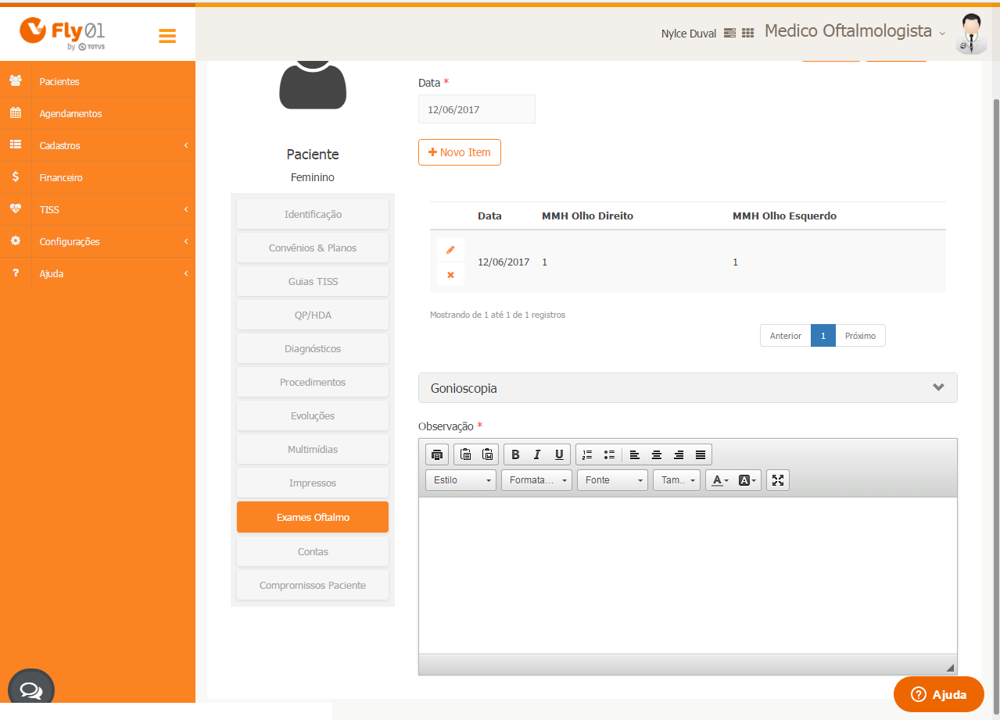 Fly01
by TOTVS
Nylce Duval
Medico Oftalmologista
Pacientes
Agendamentos
Cadastros
Financeiro
TISS
Configurações
Ajuda
Paciente
Feminino
Identificação
Convênios & Planos
Guias TISS
QP/HDA
Diagnósticos
Procedimentos
Evoluções
Multimídias
Impressos
Exames Oftalmo
Contas
Compromissos Paciente
Data *
12/06/2017
+ Novo Item
Data MMH Olho Direito MMH Olho Esquerdo
12/06/2017 1 1
Mostrando de 1 até 1 de 1 registros
Anterior 1 Próximo
Gonioscopia
Observação *
B I U
Estilo Formata... Fonte Tam.. A A
Ajuda